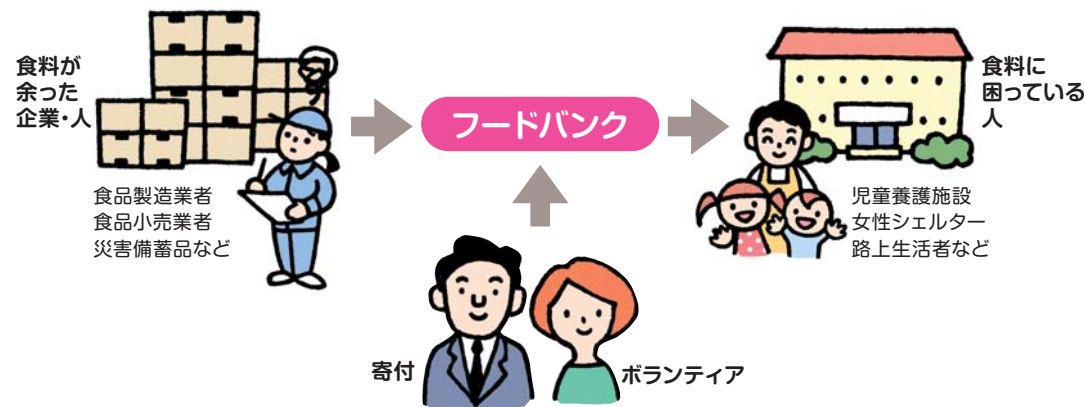 食料が
余った
企業・人
食品製造業者
食品小売業者
災害備蓄品など
フードバンク
食料に
困っている
人
児童養護施設
女性シェルター
路上生活者など
寄付
ボランティア